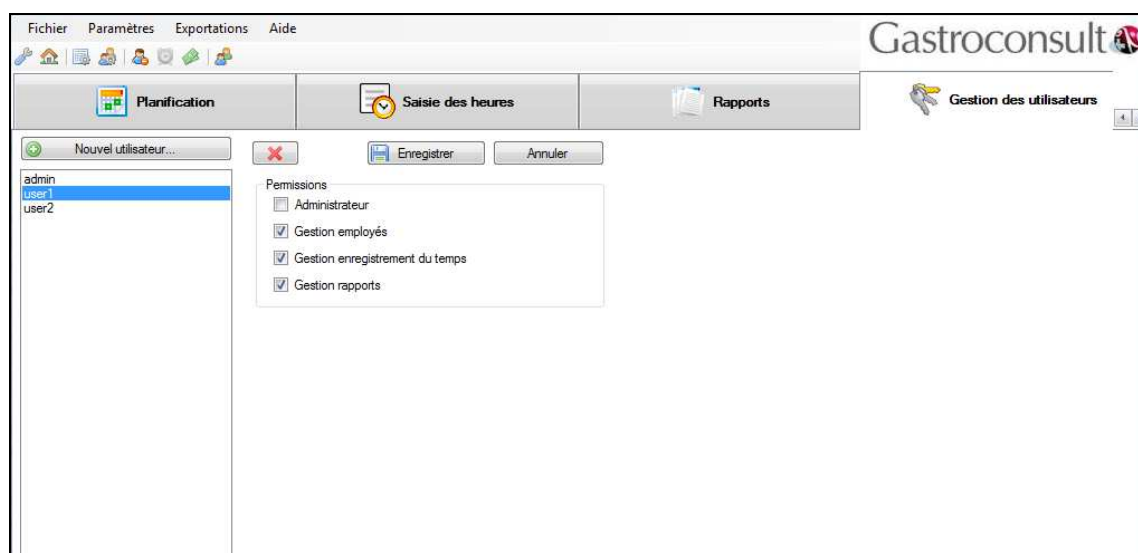 Fichier Paramètres Exportations Aide
Gastroconsult
Planification Saisie des heures Rapports Gestion des utilisateurs
Nouvel utilisateur... Enregistrer Annuler
admin
user1
user2
Permissions
Administrateur
Gestion employés
Gestion enregistrement du temps
Gestion rapports